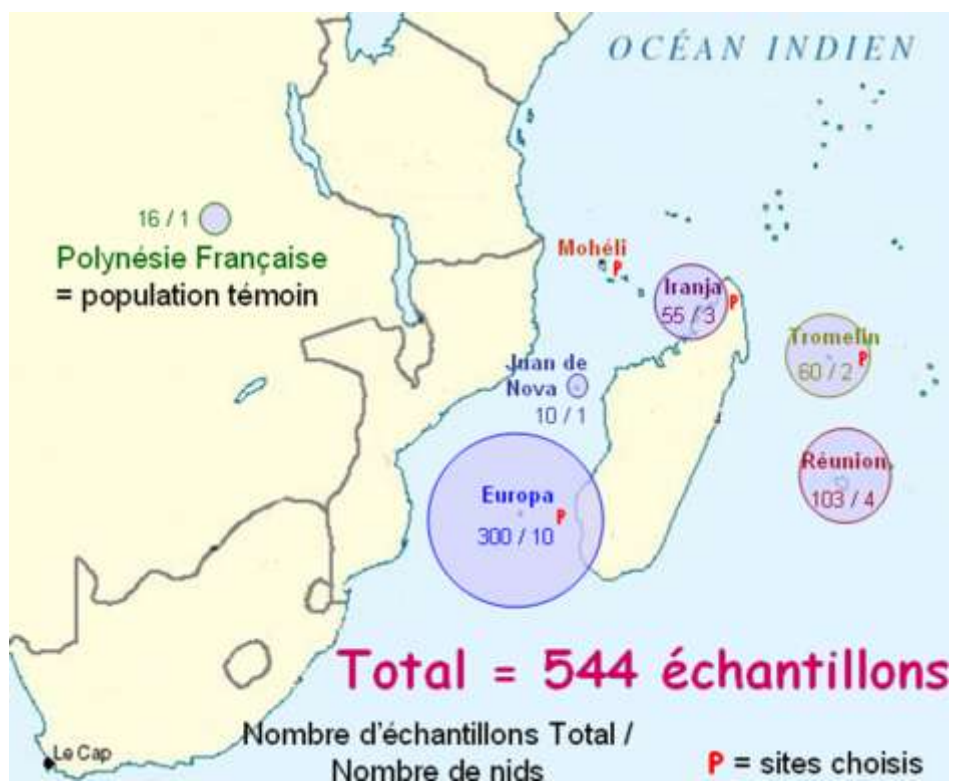 OCÉAN INDIEN
16 / 1
Polynésie Française
= population témoin
Mohéli
P
Iranja
55 / 3
P
Tromelin
60 / 2
P
Juan de
Nova
10 / 1
Réunion
103 / 4
Europa
300 / 10
P
Total = 544 échantillons
Nombre d'échantillons Total /
Nombre de nids
Le Cap
P = sites choisis